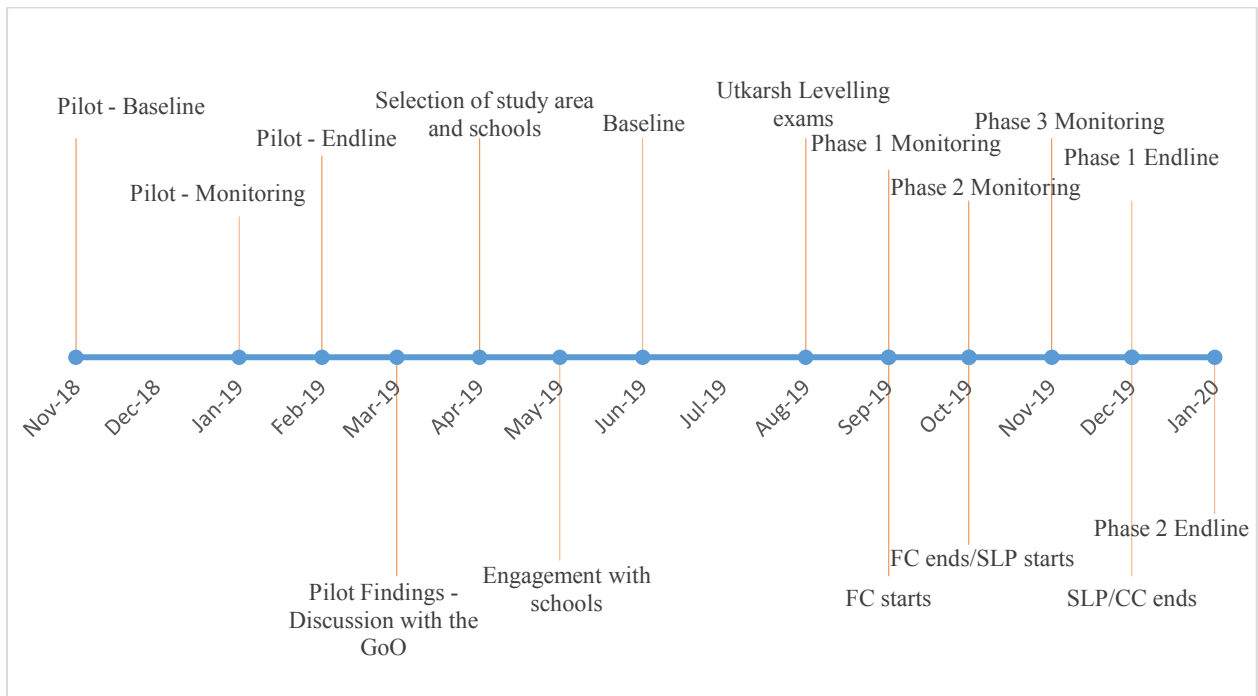 Pilot - Baseline
Pilot - Monitoring
Pilot - Endline
Selection of study area
and schools
Baseline
Utkarsh Levelling
exams
Phase 1 Monitoring
Phase 2 Monitoring
Phase 3 Monitoring
Phase 1 Endline
Nov-18
Dec-18
Jan-19
Feb-19
Mar-19
Apr-19
May-19
Jun-19
Jul-19
Aug-19
Sep-19
Oct-19
Nov-19
Dec-19
Jan-20
Pilot Findings -
Discussion with the
GoO
Engagement with
schools
FC starts
FC ends/SLP starts
SLP/CC ends
Phase 2 Endline